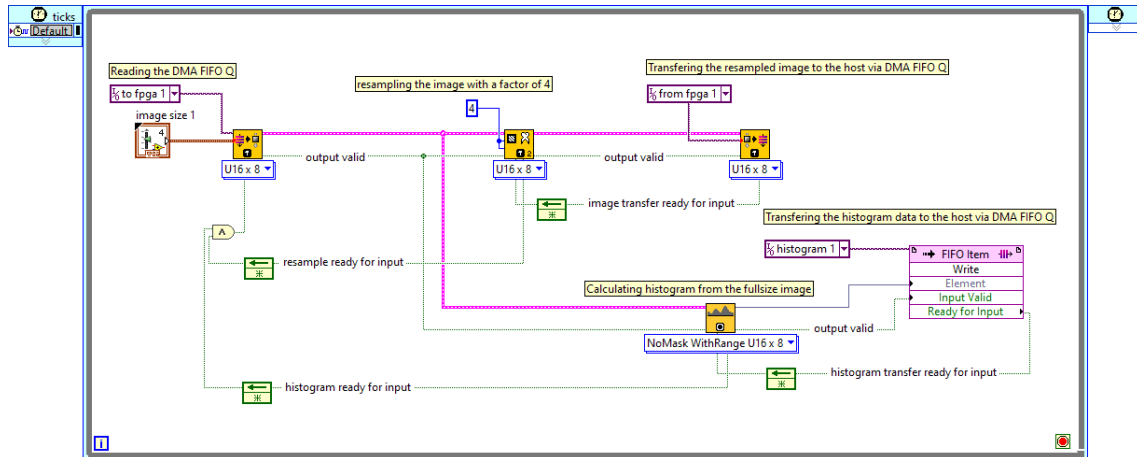 ticks
Default
Reading the DMA FIFO Q
to fpga 1
image size 1
4
U16 x 8
output valid
resampling the image with a factor of 4
4
2
U16 x 8
output valid
Transfering the resampled image to the host via DMA FIFO Q
from fpga 1
U16 x 8
image transfer ready for input
resample ready for input
Transfering the histogram data to the host via DMA FIFO Q
histogram 1
FIFO Item
Write
Element
Input Valid
Ready for Input
Calculating histogram from the fullsize image
output valid
NoMask WithRange U16 x 8
histogram transfer ready for input
histogram ready for input
i